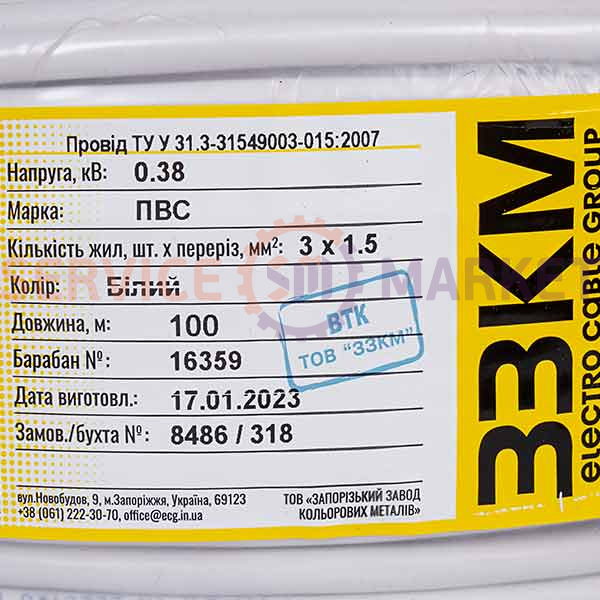 Провід ТУ У 31.3-31549003-015:2007
Напруга, кВ: 0.38
Марка: ПВС
Кількість жил, шт. х переріз, мм²: 3 x 1.5
Колір: Білий
Довжина, м: 100
Барабан №: 16359
Дата виготовл.: 17.01.2023
Замов./бухта №: 8486 / 318
вул.Новобудов, 9, м.Запоріжжя, Україна, 69123
+38 (061) 222-30-70, office@ecg.in.ua
ТОВ «ЗАПОРІЗЬКИЙ ЗАВОД
КОЛЬОРОВИХ МЕТАЛІВ»
ВТК
ТОВ "ЗЗКМ"
ЗЗКМ
ELECTRO CABLE GROUP
SERVICE SM MARKET